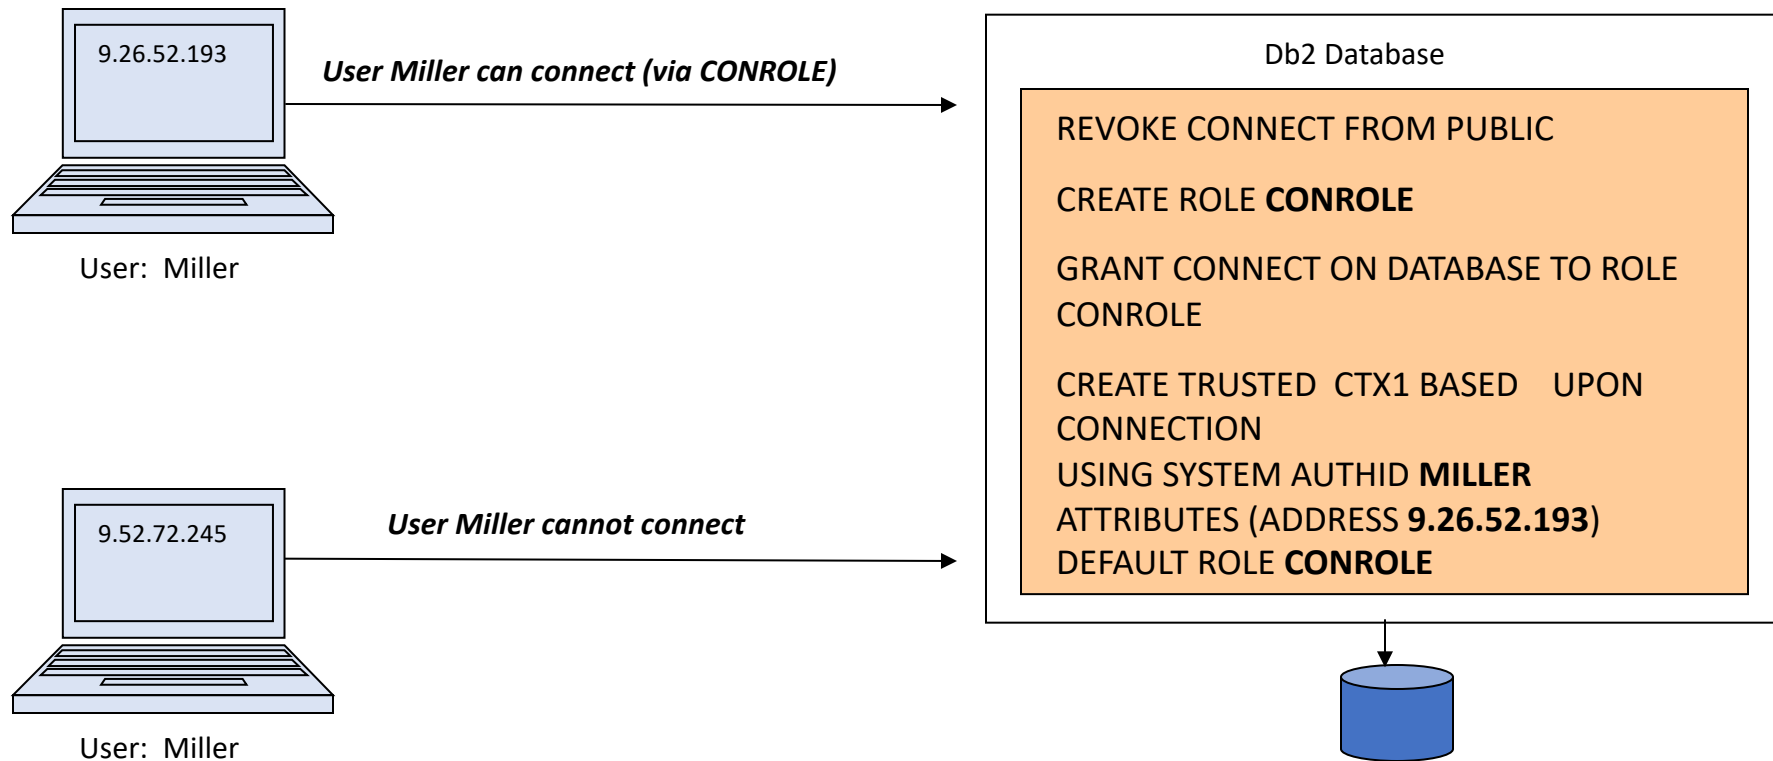 9.26.52.193
User Miller can connect (via CONROLE)
User: Miller
9.52.72.245
User Miller cannot connect
User: Miller
Db2 Database
REVOKE CONNECT FROM PUBLIC
CREATE ROLE CONROLE
GRANT CONNECT ON DATABASE TO ROLE
CONROLE
CREATE TRUSTED CTX1 BASED UPON
CONNECTION
USING SYSTEM AUTHID MILLER
ATTRIBUTES (ADDRESS 9.26.52.193)
DEFAULT ROLE CONROLE